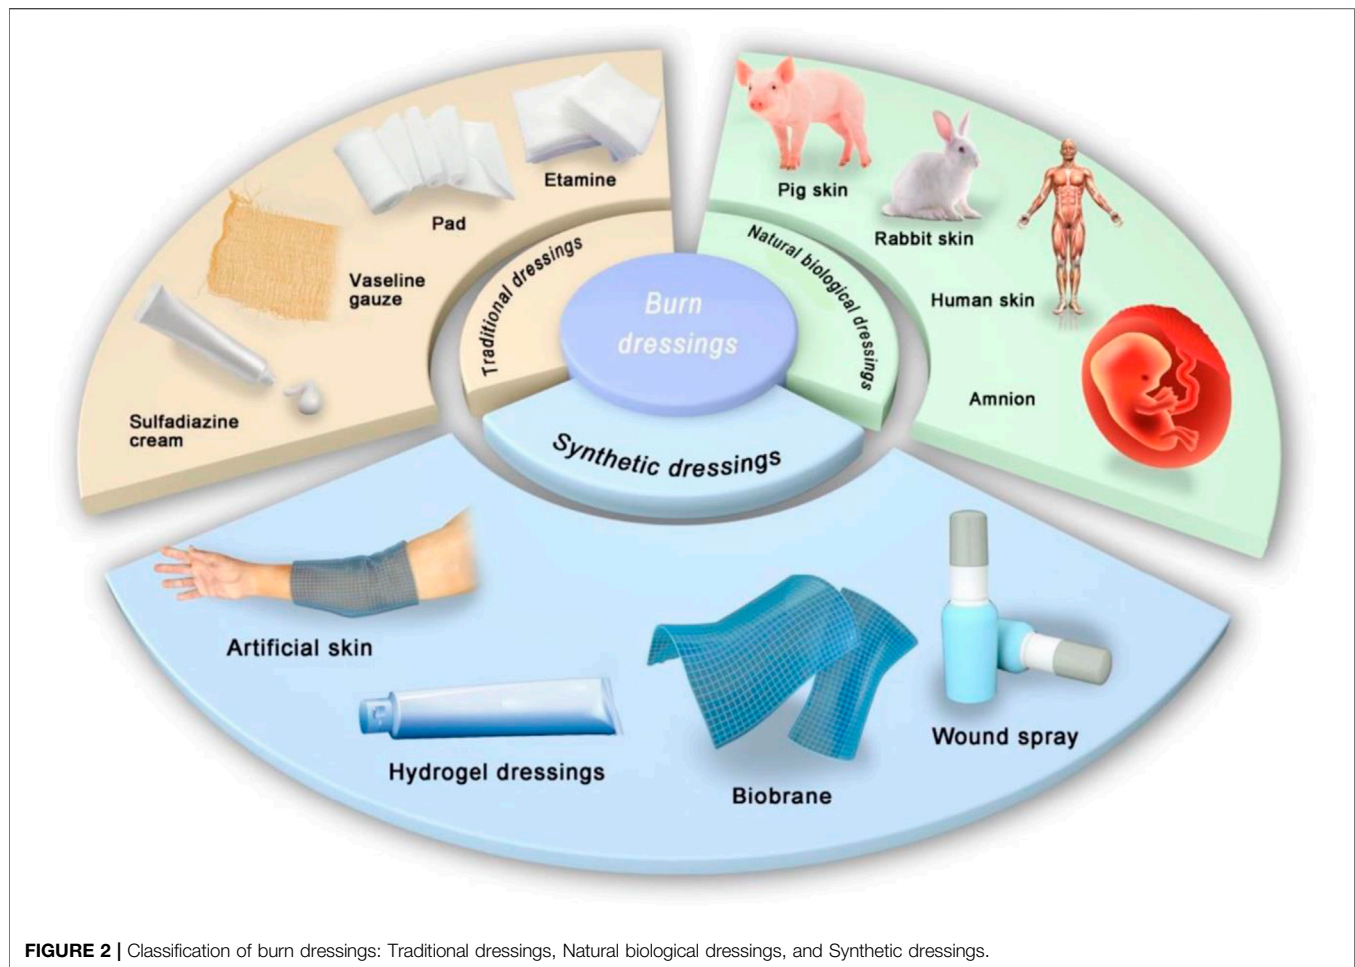 Etamine
Pad
Vaseline
gauze
Sulfadiazine
cream
Traditional dressings
Burn
dressings
Natural biological dressings
Pig skin
Rabbit skin
Human skin
Amnion
Synthetic dressings
Artificial skin
Hydrogel dressings
Biobrane
Wound spray
FIGURE 2 | Classification of burn dressings: Traditional dressings, Natural biological dressings, and Synthetic dressings.